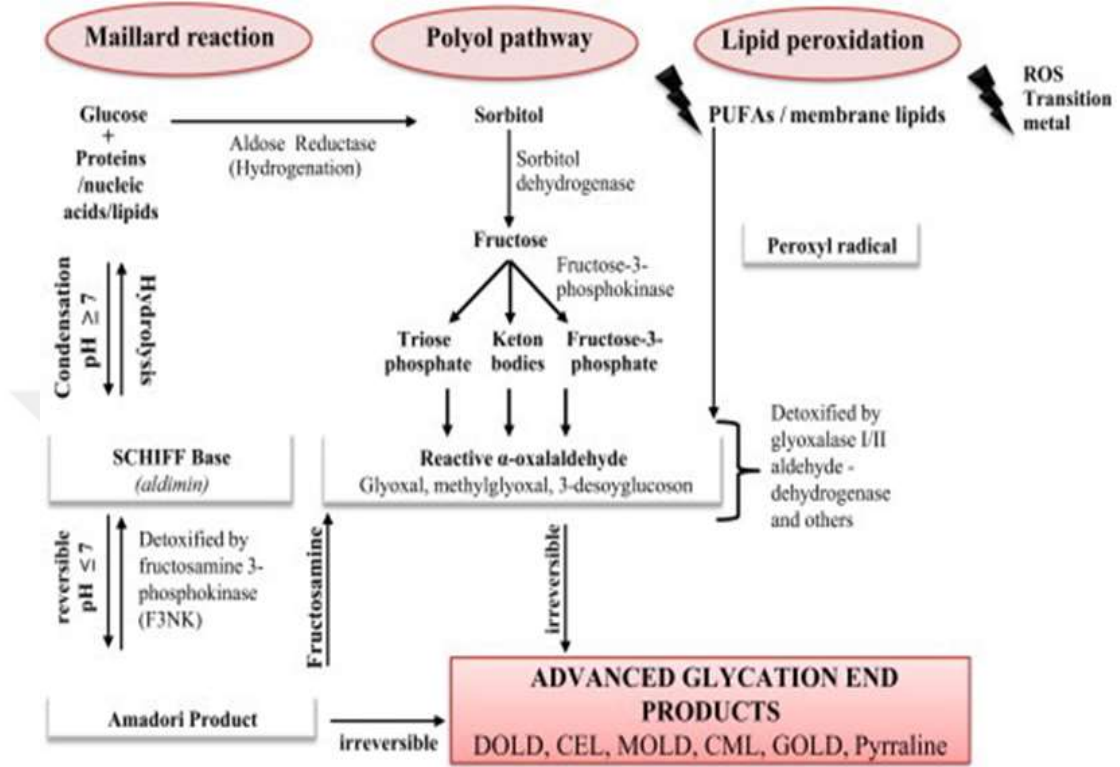 Maillard reaction
Polyol pathway
Lipid peroxidation
ROS
Transition
metal
Glucose
+
Proteins
/nucleic
acids/lipids
Aldose Reductase
(Hydrogenation)
Sorbitol
Sorbitol
dehydrogenase
PUFAs / membrane lipids
Peroxyl radical
Fructose
Fructose-3-
phosphokinase
Condensation
pH ≥ 7
Hydrolysis
Triose
phosphate
Keton
bodies
Fructose-3-
phosphate
SCHIFF Base
(aldimin)
Reactive α-oxalaldehyde
Glyoxal, methylglyoxal, 3-desoyglucoson
Detoxified by
glyoxalase I/II
aldehyde -
dehydrogenase
and others
reversible
pH ≤ 7
Detoxified by
fructosamine 3-
phosphokinase
(F3NK)
Fructosamine
irreversible
Amadori Product
irreversible
ADVANCED GLYCATION END
PRODUCTS
DOLD, CEL, MOLD, CML, GOLD, Pyrraline